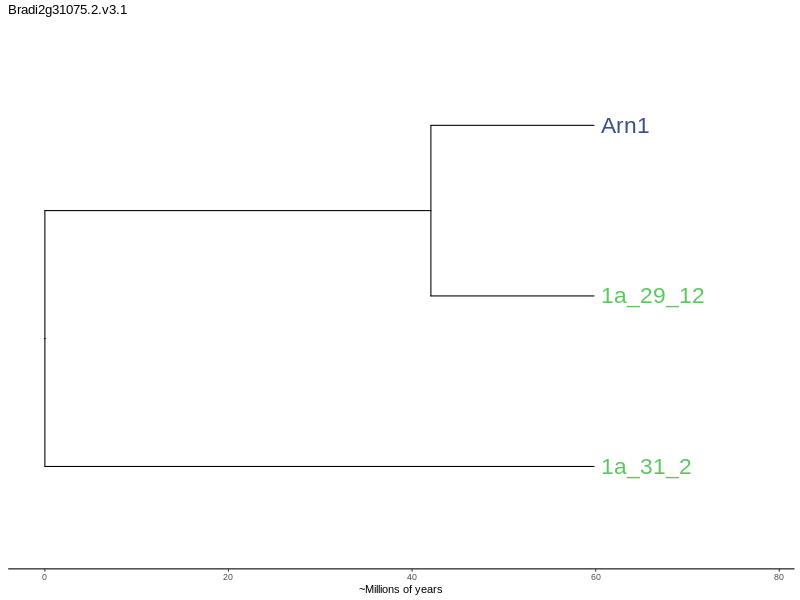 Bradi2g31075.2.v3.1
Arn1
1a_29_12
1a_31_2
0 20 40 60 80
~Millions of years